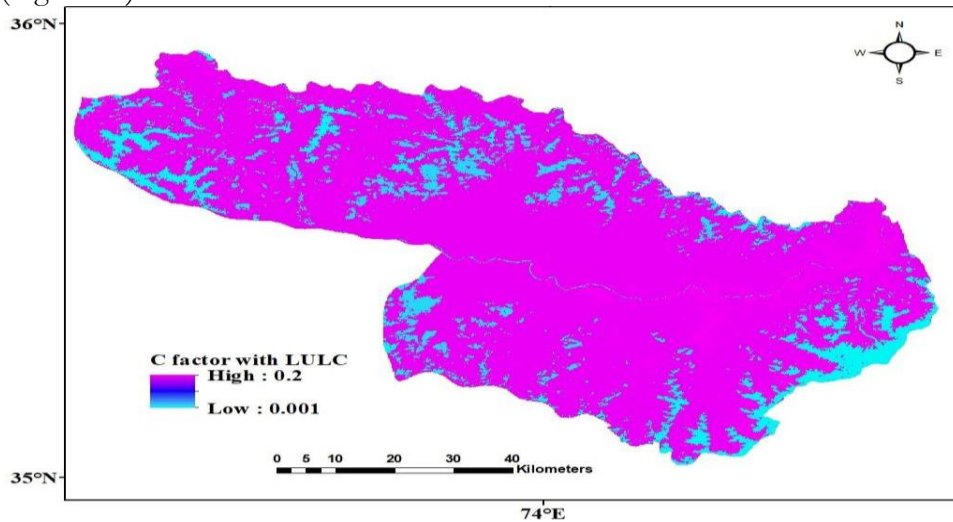 36°N
N
W E
S
C factor with LULC
High : 0.2
Low : 0.001
0 5 10 20 30 40
Kilometers
35°N
74°E